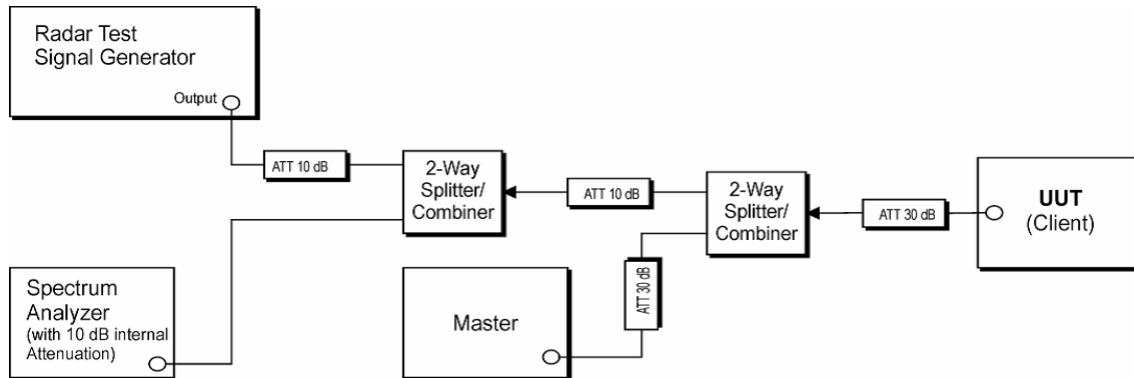 Radar Test
Signal Generator
Output
ATT 10 dB
2-Way
Splitter/
Combiner
ATT 10 dB
2-Way
Splitter/
Combiner
ATT 30 dB
UUT
(Client)
Spectrum
Analyzer
(with 10 dB internal
Attenuation)
Master
ATT 30 dB